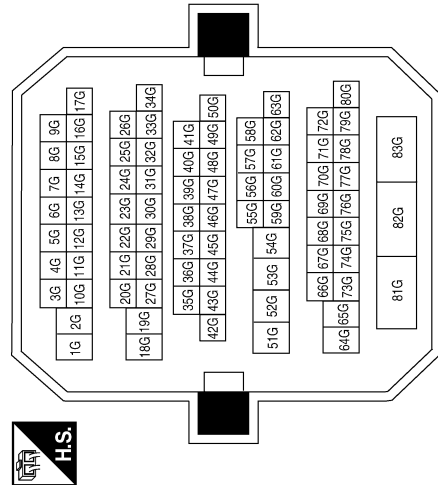 H.S.
3G 4G 5G 6G 7G 8G 9G
1G 2G 10G 11G 12G 13G 14G 15G 16G 17G
20G 21G 22G 23G 24G 25G 26G
18G 19G 27G 28G 29G 30G 31G 32G 33G 34G
35G 36G 37G 38G 39G 40G 41G
42G 43G 44G 45G 46G 47G 48G 49G 50G
55G 56G 57G 58G
51G 52G 53G 54G 59G 60G 61G 62G 63G
66G 67G 68G 69G 70G 71G 72G
64G 65G 73G 74G 75G 76G 77G 78G 79G 80G
81G 82G 83G